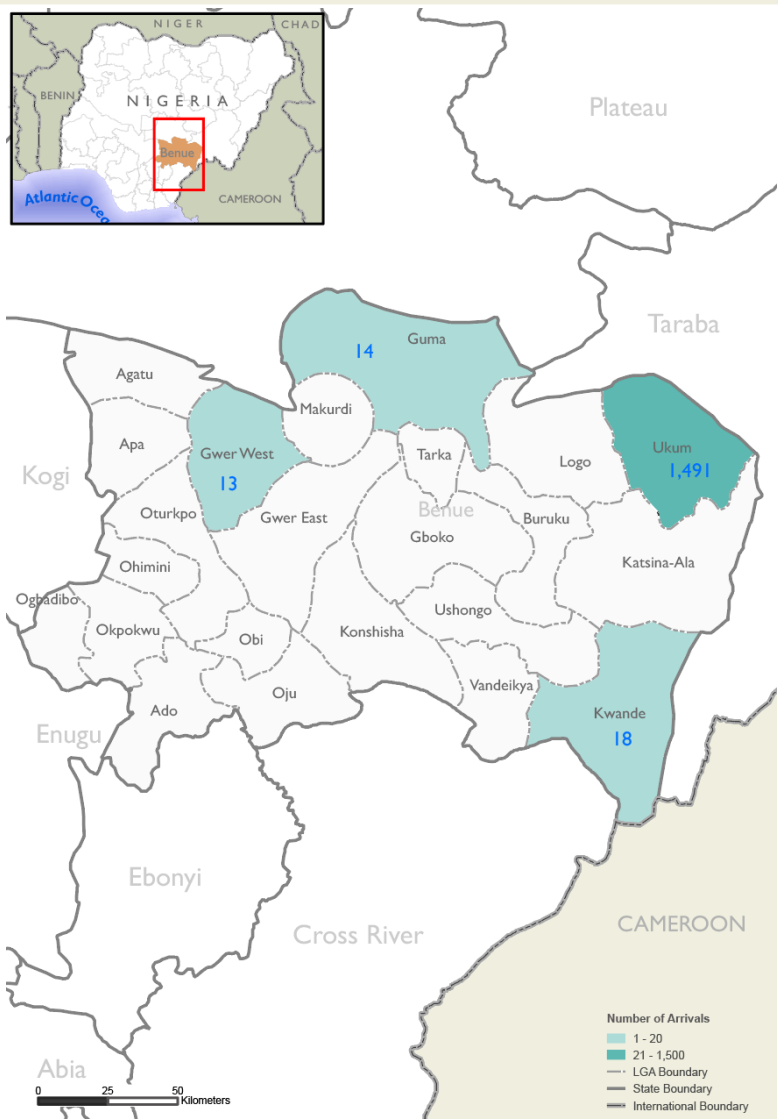 NIGER
CHAD
BENIN
NIGERIA
Benue
CAMEROON
Atlantic Ocea
Plateau
Taraba
Guma
14
Agatu
Makurdi
Apa
Gwer West
13
Tarka
Logo
Ukum
1,491
Kogi
Oturkpo
Gwer East
Benue
Buruku
Gboko
Katsina-Ala
Ohimini
Ogbadibo
Okpokwu
Ushongo
Obi
Konshisha
Vandeikya
Oju
Ado
Kwande
18
Enugu
Ebonyi
Cross River
CAMEROON
Abia
Number of Arrivals
1 - 20
21 - 1,500
LGA Boundary
State Boundary
International Boundary
0 25 50
Kilometers